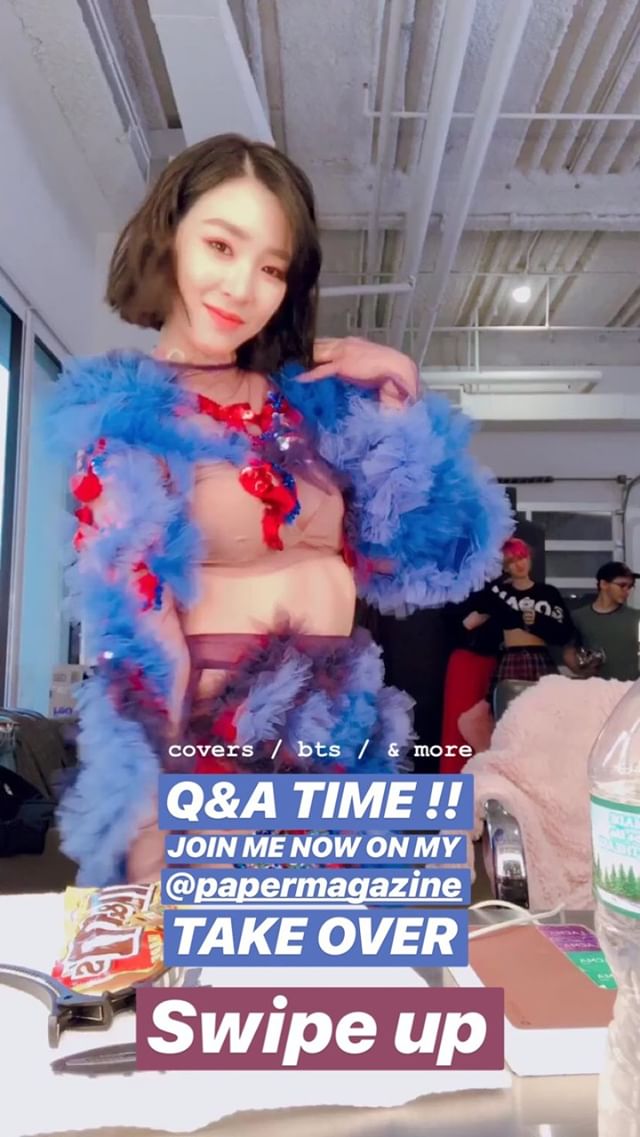 covers / bts / & more
Q&A TIME !!
JOIN ME NOW ON MY
@papermagazine
TAKE OVER
Swipe up